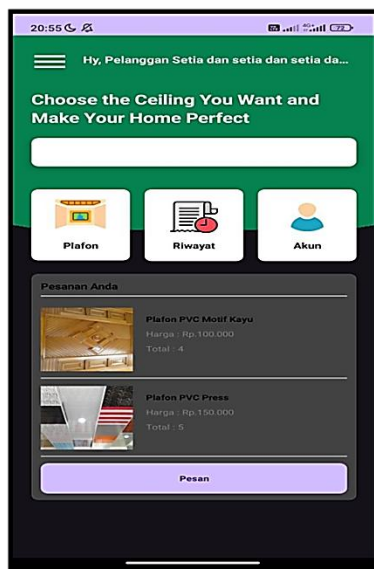 20:55
72
Hy, Pelanggan Setia dan setia dan setia da...
Choose the Ceiling You Want and
Make Your Home Perfect
Plafon
Riwayat
Akun
Pesanan Anda
Plafon PVC Motif Kayu
Harga : Rp.100.000
Total : 4
Plafon PVC Press
Harga : Rp.150.000
Total : 5
Pesan